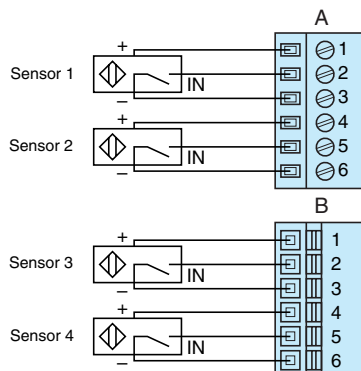 A
+ 1
Sensor 1 2
IN
– 3
+ 4
Sensor 2 5
IN
– 6
B
+ 1
Sensor 3 2
IN
– 3
+ 4
Sensor 4 5
IN
– 6